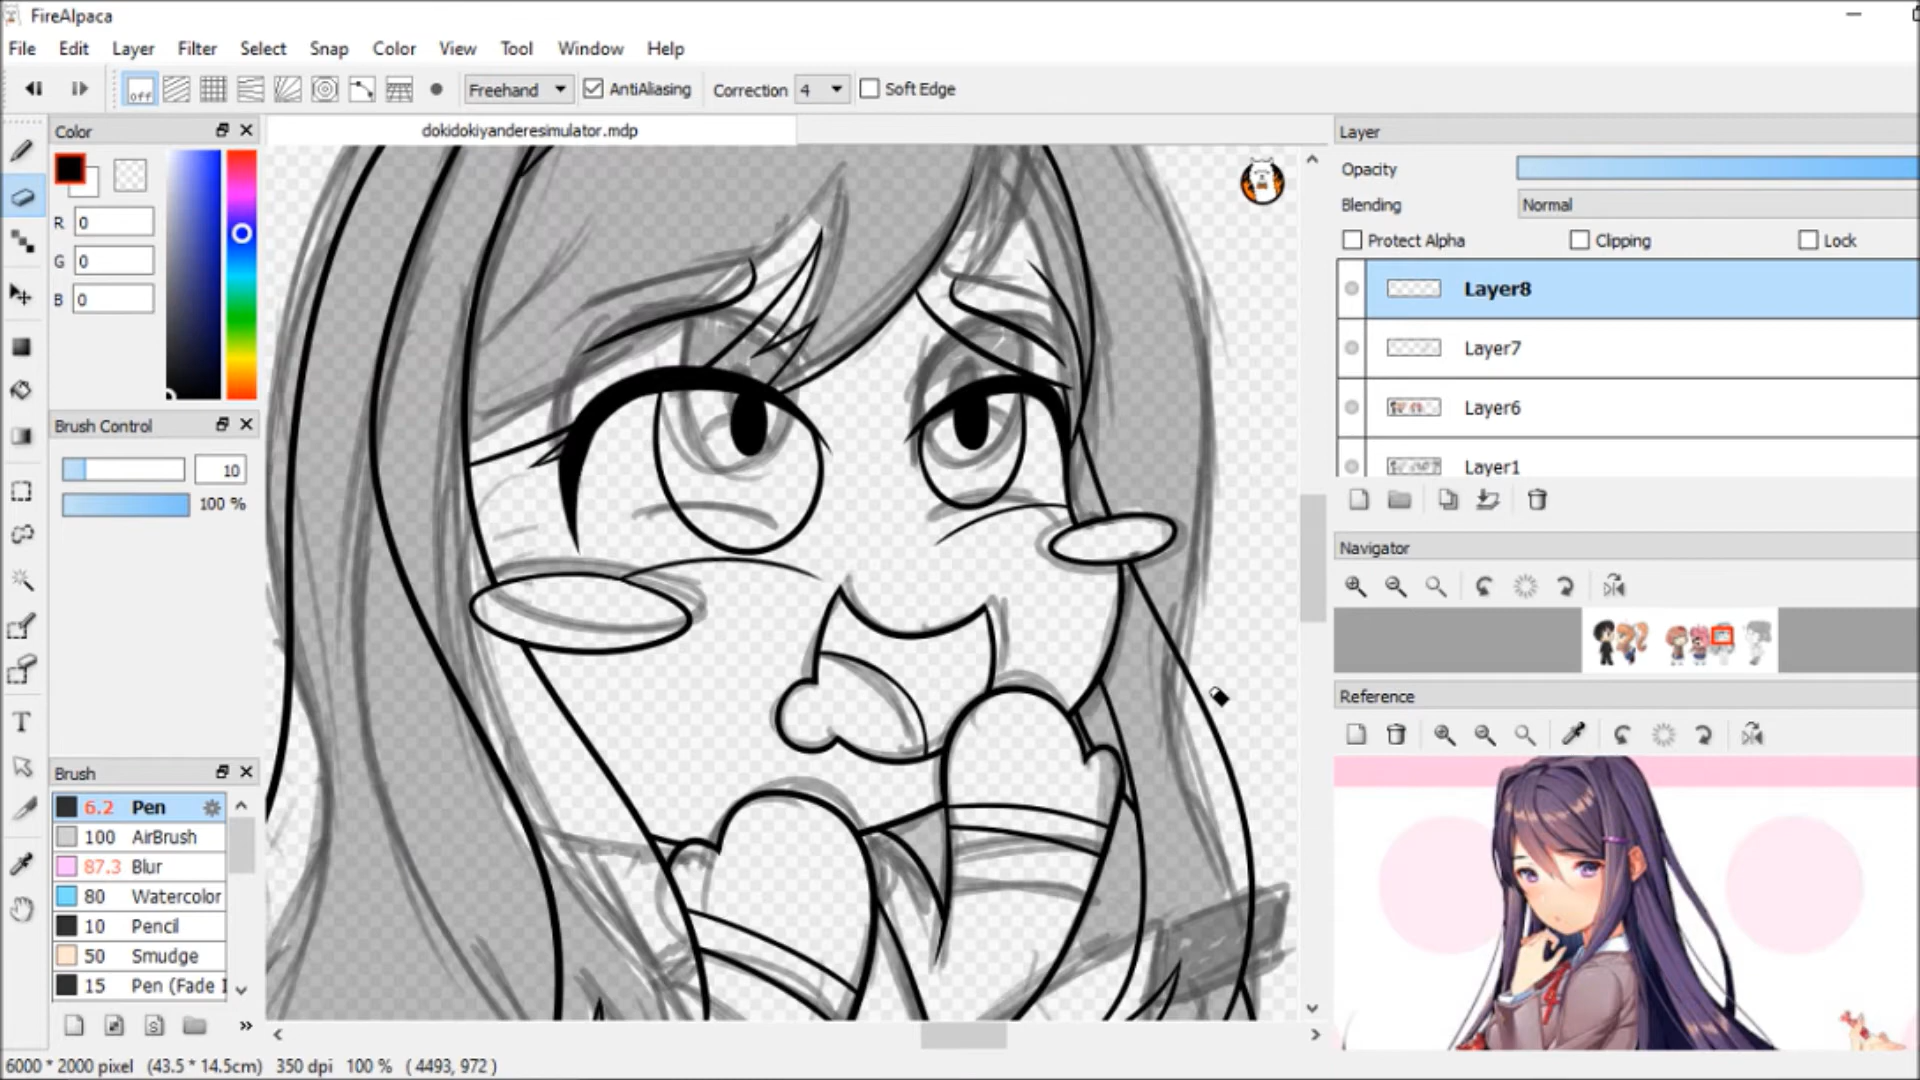 FireAlpaca
File Edit Layer Filter Select Snap Color View Tool Window Help
off Freehand AntiAliasing Correction 4 Soft Edge
Color
dokidokiyanderesimulator.mdp
R 0
G 0
B 0
Brush Control
10
100 %
Brush
6.2 Pen
100 AirBrush
87.3 Blur
80 Watercolor
10 Pencil
50 Smudge
15 Pen (Fade I
Layer
Opacity
Blending Normal
Protect Alpha Clipping Lock
Layer8
Layer7
Layer6
Layer1
Navigator
Reference
6000 * 2000 pixel (43.5 * 14.5cm) 350 dpi 100 % ( 4493, 972 )